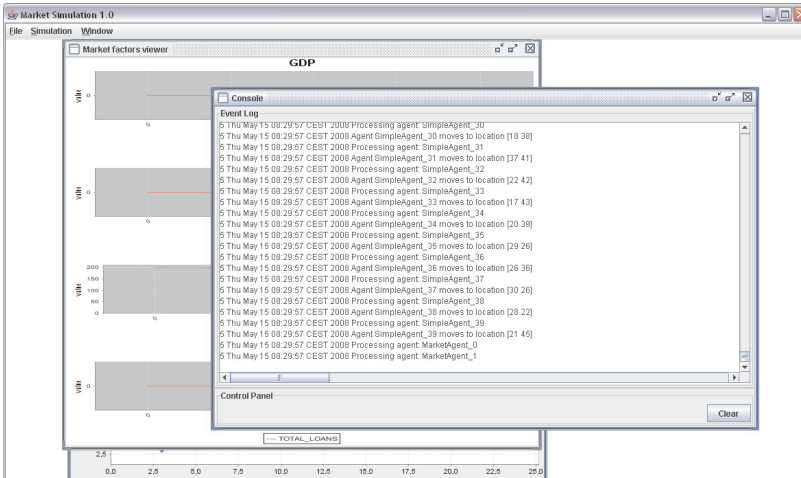 Market Simulation 1.0
File Simulation Window
Market factors viewer
GDP
value
0
0
value
0
0
value
200
150
100
50
0
0
value
0
0
TOTAL_LOANS
Console
Event Log
5 Thu May 15 08:29:57 CEST 2008 Processing agent: SimpleAgent_30
5 Thu May 15 08:29:57 CEST 2008 Agent SimpleAgent_30 moves to location [18 38]
5 Thu May 15 08:29:57 CEST 2008 Processing agent: SimpleAgent_31
5 Thu May 15 08:29:57 CEST 2008 Agent SimpleAgent_31 moves to location [37 41]
5 Thu May 15 08:29:57 CEST 2008 Processing agent: SimpleAgent_32
5 Thu May 15 08:29:57 CEST 2008 Agent SimpleAgent_32 moves to location [22 42]
5 Thu May 15 08:29:57 CEST 2008 Processing agent: SimpleAgent_33
5 Thu May 15 08:29:57 CEST 2008 Agent SimpleAgent_33 moves to location [17 43]
5 Thu May 15 08:29:57 CEST 2008 Processing agent: SimpleAgent_34
5 Thu May 15 08:29:57 CEST 2008 Agent SimpleAgent_34 moves to location [20 39]
5 Thu May 15 08:29:57 CEST 2008 Processing agent: SimpleAgent_35
5 Thu May 15 08:29:57 CEST 2008 Agent SimpleAgent_35 moves to location [29 26]
5 Thu May 15 08:29:57 CEST 2008 Processing agent: SimpleAgent_36
5 Thu May 15 08:29:57 CEST 2008 Agent SimpleAgent_36 moves to location [26 36]
5 Thu May 15 08:29:57 CEST 2008 Processing agent: SimpleAgent_37
5 Thu May 15 08:29:57 CEST 2008 Agent SimpleAgent_37 moves to location [30 26]
5 Thu May 15 08:29:57 CEST 2008 Processing agent: SimpleAgent_38
5 Thu May 15 08:29:57 CEST 2008 Agent SimpleAgent_38 moves to location [28 22]
5 Thu May 15 08:29:57 CEST 2008 Processing agent: SimpleAgent_39
5 Thu May 15 08:29:57 CEST 2008 Agent SimpleAgent_39 moves to location [21 45]
5 Thu May 15 08:29:57 CEST 2008 Processing agent: MarketAgent_0
5 Thu May 15 08:29:57 CEST 2008 Processing agent: MarketAgent_1
Control Panel
Clear
2,5
0,0 2,5 5,0 7,5 10,0 12,5 15,0 17,5 20,0 22,5 25,0